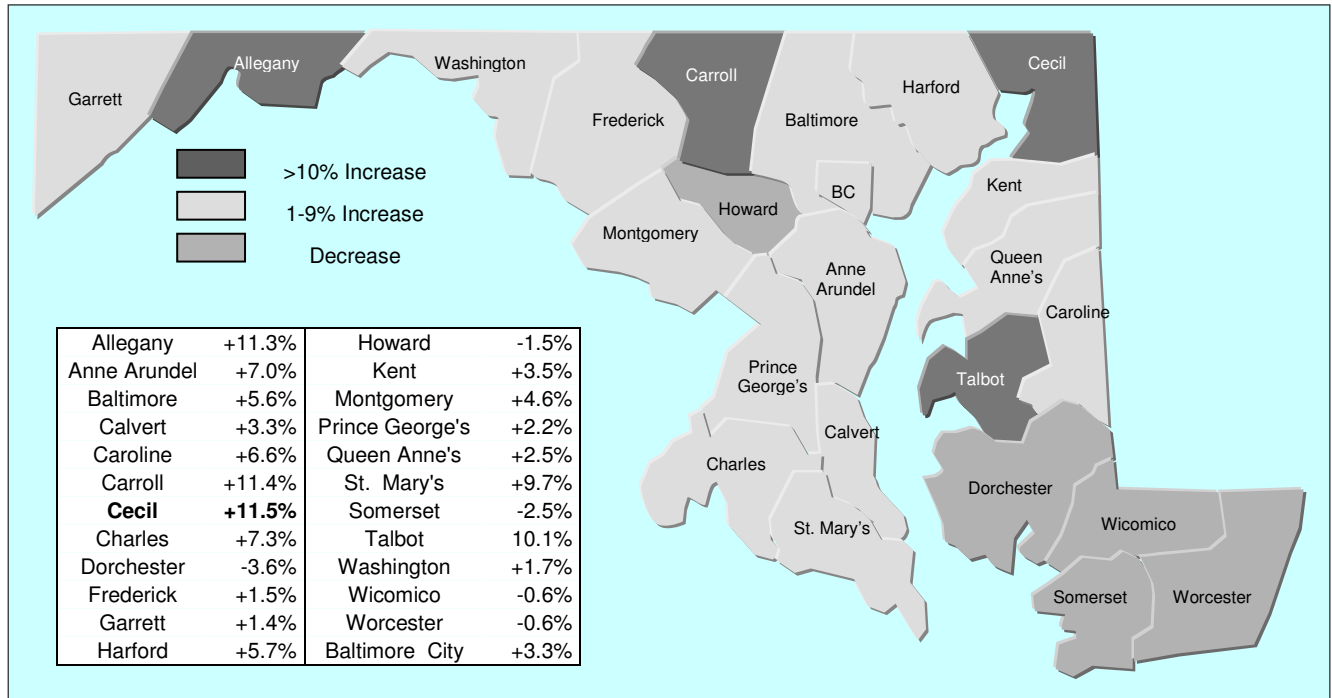 Allegany
Washington
Carroll
Cecil
Garrett
Harford
Frederick
Baltimore
>10% Increase
Kent
BC
1-9% Increase
Howard
Montgomery
Decrease
Queen
Anne's
Anne
Arundel
Caroline
Prince
George's
Talbot
Calvert
Charles
Dorchester
Wicomico
St. Mary's
Somerset
Worcester
Allegany +11.3% Howard -1.5%
Anne Arundel +7.0% Kent +3.5%
Baltimore +5.6% Montgomery +4.6%
Calvert +3.3% Prince George's +2.2%
Caroline +6.6% Queen Anne's +2.5%
Carroll +11.4% St. Mary's +9.7%
Cecil +11.5% Somerset -2.5%
Charles +7.3% Talbot 10.1%
Dorchester -3.6% Washington +1.7%
Frederick +1.5% Wicomico -0.6%
Garrett +1.4% Worcester -0.6%
Harford +5.7% Baltimore City +3.3%